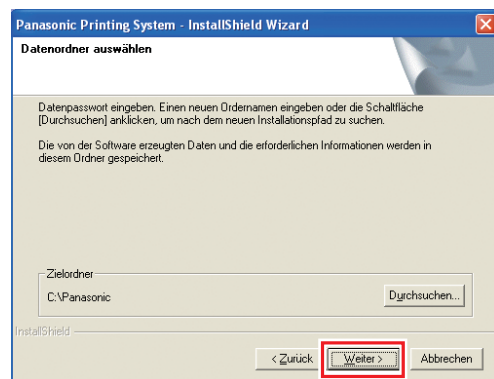 Panasonic Printing System - InstallShield Wizard
Datenordner auswählen
Datenpasswort eingeben. Einen neuen Ordernamen eingeben oder die Schaltfläche
[Durchsuchen] anklicken, um nach dem neuen Installationspfad zu suchen.
Die von der Software erzeugten Daten und die erforderlichen Informationen werden in
diesem Ordner gespeichert.
Zielordner
C:\Panasonic
Durchsuchen...
InstallShield
< Zurück
Weiter >
Abbrechen